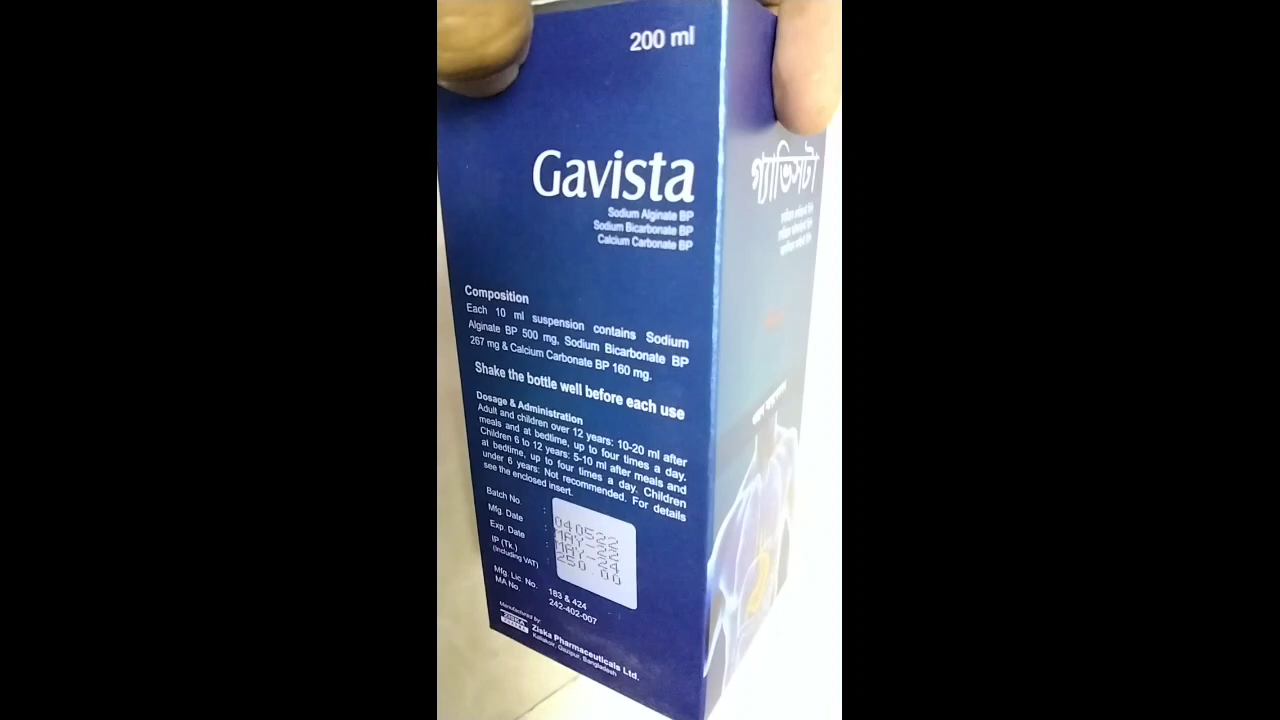 200 ml
Gavista
Sodium Alginate BP
Sodium Bicarbonate BP
Calcium Carbonate BP
Composition
Each 10 ml suspension contains Sodium
Alginate BP 500 mg, Sodium Bicarbonate BP
267 mg & Calcium Carbonate BP 160 mg.
Shake the bottle well before each use
Dosage & Administration
Adult and children over 12 years: 10-20 ml after
meals and at bedtime, up to four times a day.
Children 6 to 12 years: 5-10 ml after meals and
at bedtime, up to four times a day. Children
under 6 years: Not recommended. For details
see the enclosed insert.
Batch No. :
Mfg. Date :
Exp. Date :
IP (Tk.) :
(Including VAT)
Mfg. Lic. No. 183 & 424
MA No. 242-402-007
Manufactured by:
ZISKA
Ziska Pharmaceuticals Ltd.
Kaliakoir, Gazipur, Bangladesh
গ্যাভিসটা